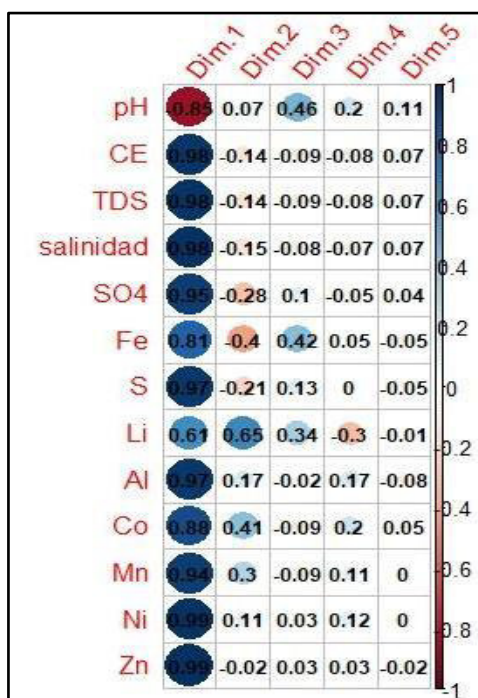 Dim.1 Dim.2 Dim.3 Dim.4 Dim.5
pH -0.85 0.07 0.46 0.2 0.11
CE 0.98 -0.14 -0.09 -0.08 0.07
TDS 0.98 -0.14 -0.09 -0.08 0.07
salinidad 0.98 -0.15 -0.08 -0.07 0.07
SO4 0.95 -0.28 0.1 -0.05 0.04
Fe 0.81 -0.4 0.42 0.05 -0.05
S 0.97 -0.21 0.13 0 -0.05
Li 0.61 0.65 0.34 -0.3 -0.01
Al 0.97 0.17 -0.02 0.17 -0.08
Co 0.88 0.41 -0.09 0.2 0.05
Mn 0.94 0.3 -0.09 0.11 0
Ni 0.99 0.11 0.03 0.12 0
Zn 0.99 -0.02 0.03 0.03 -0.02
1
0.8
0.6
0.4
0.2
0
-0.2
-0.4
-0.6
-0.8
-1